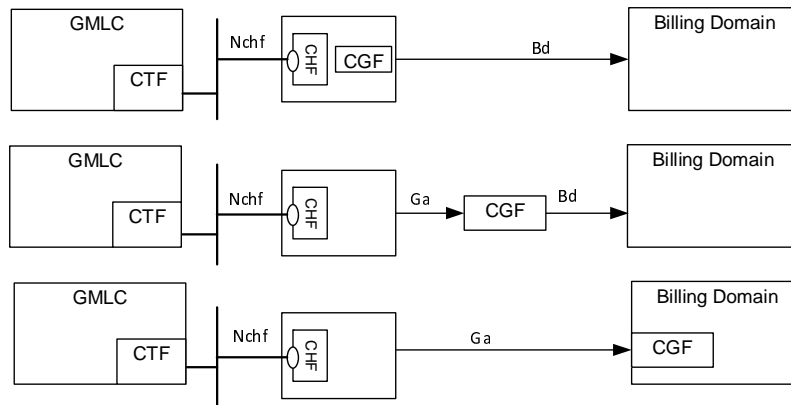 GMLC
CTF
Nchf
CHF
CGF
Bd
Billing Domain
GMLC
CTF
Nchf
CHF
Ga
CGF
Bd
Billing Domain
GMLC
CTF
Nchf
CHF
Ga
Billing Domain
CGF